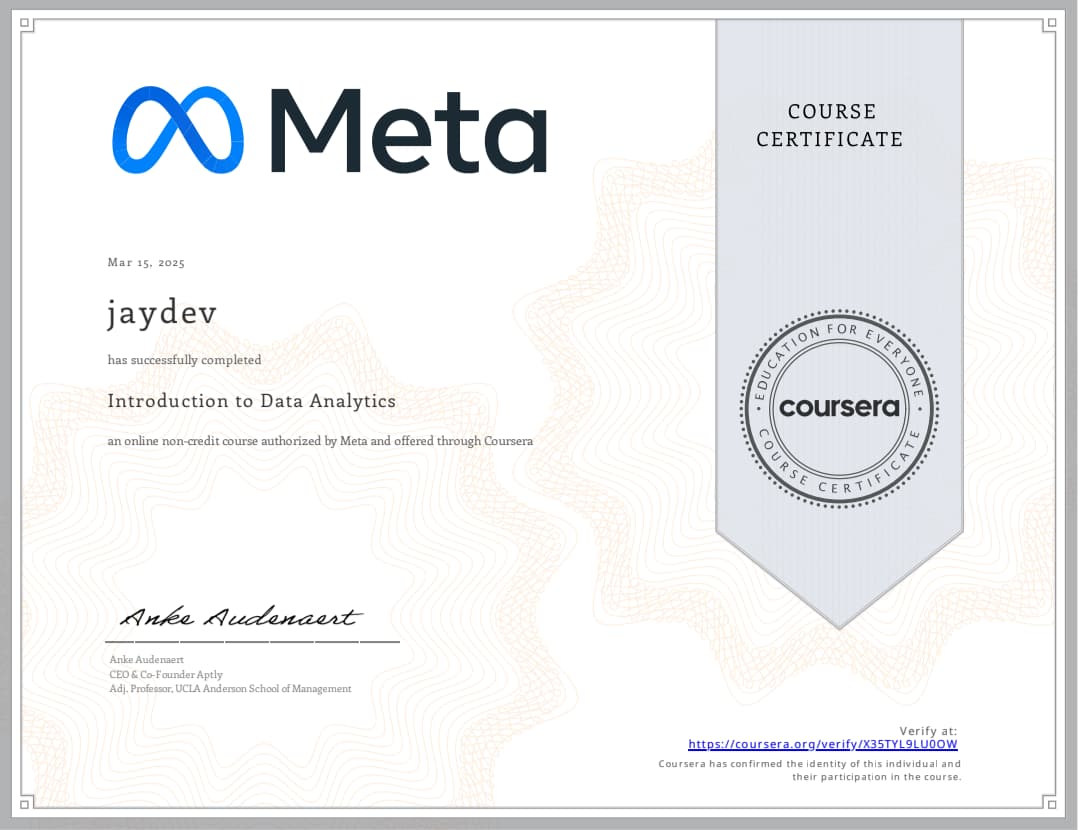 Meta
COURSE
CERTIFICATE
Mar 15, 2025
jaydev
has successfully completed
Introduction to Data Analytics
an online non-credit course authorized by Meta and offered through Coursera
EDUCATION FOR EVERYONE
coursera
COURSE CERTIFICATE
Anke Audenaert
Anke Audenaert
CEO & Co-Founder Aptly
Adj. Professor, UCLA Anderson School of Management
Verify at:
https://coursera.org/verify/X35TYL9LU0OW
Coursera has confirmed the identity of this individual and
their participation in the course.